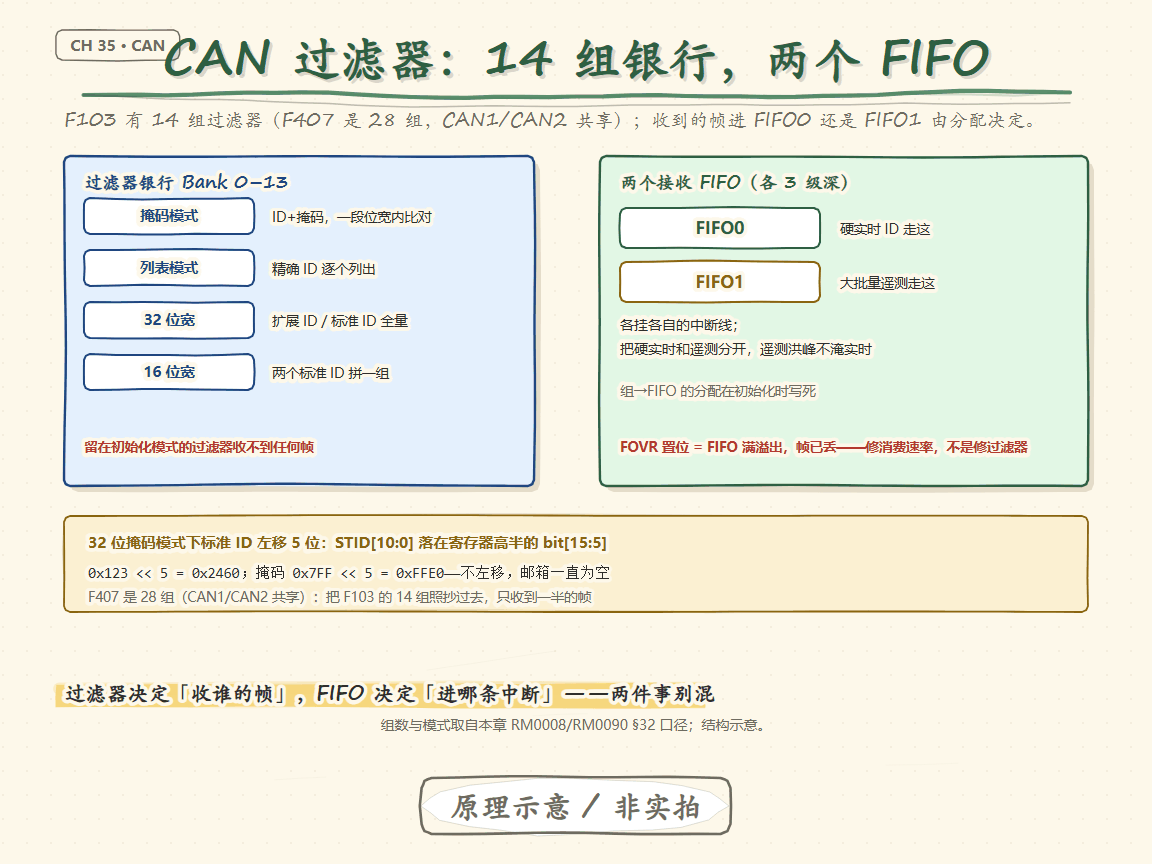 CH 35 • CAN
CAN 过滤器：14 组银行，两个 FIFO
F103 有 14 组过滤器（F407 是 28 组，CAN1/CAN2 共享）；收到的帧进 FIFO0 还是 FIFO1 由分配决定。
过滤器银行 Bank 0–13
掩码模式 ID+掩码，一段位宽内比对
列表模式 精确 ID 逐个列出
32 位宽 扩展 ID / 标准 ID 全量
16 位宽 两个标准 ID 拼一组
留在初始化模式的过滤器收不到任何帧
两个接收 FIFO（各 3 级深）
FIFO0 硬实时 ID 走这
FIFO1 大批量遥测走这
各挂各自的中断线；
把硬实时和遥测分开，遥测洪峰不淹实时
组→FIFO 的分配在初始化时写死
FOVR 置位 = FIFO 满溢出，帧已丢——修消费速率，不是修过滤器
32 位掩码模式下标准 ID 左移 5 位：STID[10:0] 落在寄存器高半的 bit[15:5]
0x123 << 5 = 0x2460；掩码 0x7FF << 5 = 0xFFE0——不左移，邮箱一直为空
F407 是 28 组（CAN1/CAN2 共享）：把 F103 的 14 组照抄过去，只收到一半的帧
过滤器决定「收谁的帧」，FIFO 决定「进哪条中断」——两件事别混
组数与模式取自本章 RM0008/RM0090 §32 口径；结构示意。
原理示意 / 非实拍